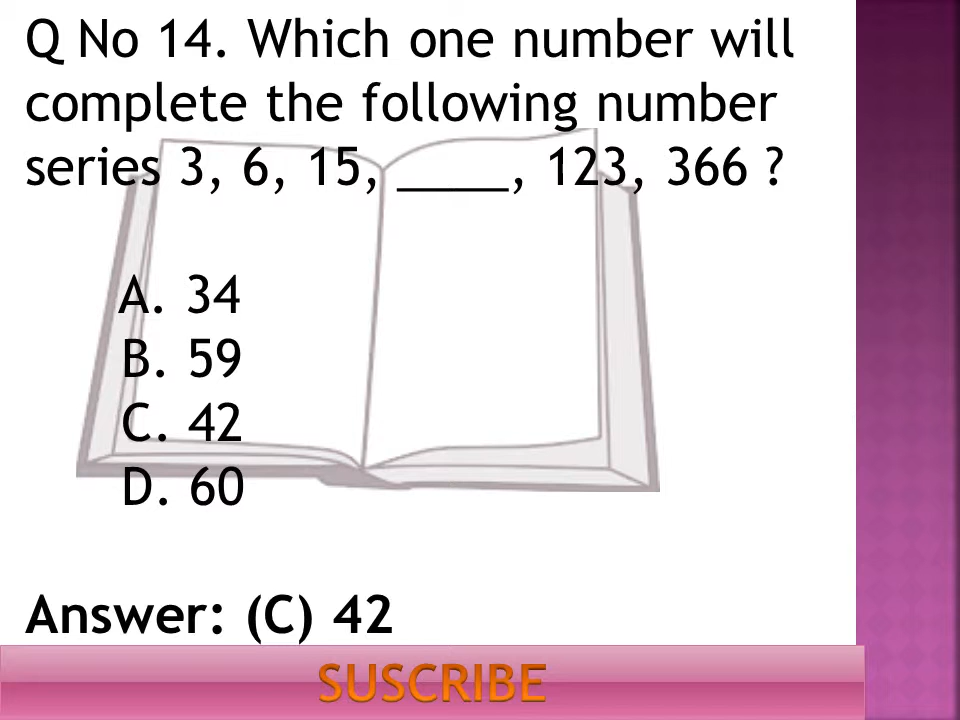 Q No 14. Which one number will
complete the following number
series 3, 6, 15, ____, 123, 366 ?
A. 34
B. 59
C. 42
D. 60
Answer: (C) 42
SUSCRIBE